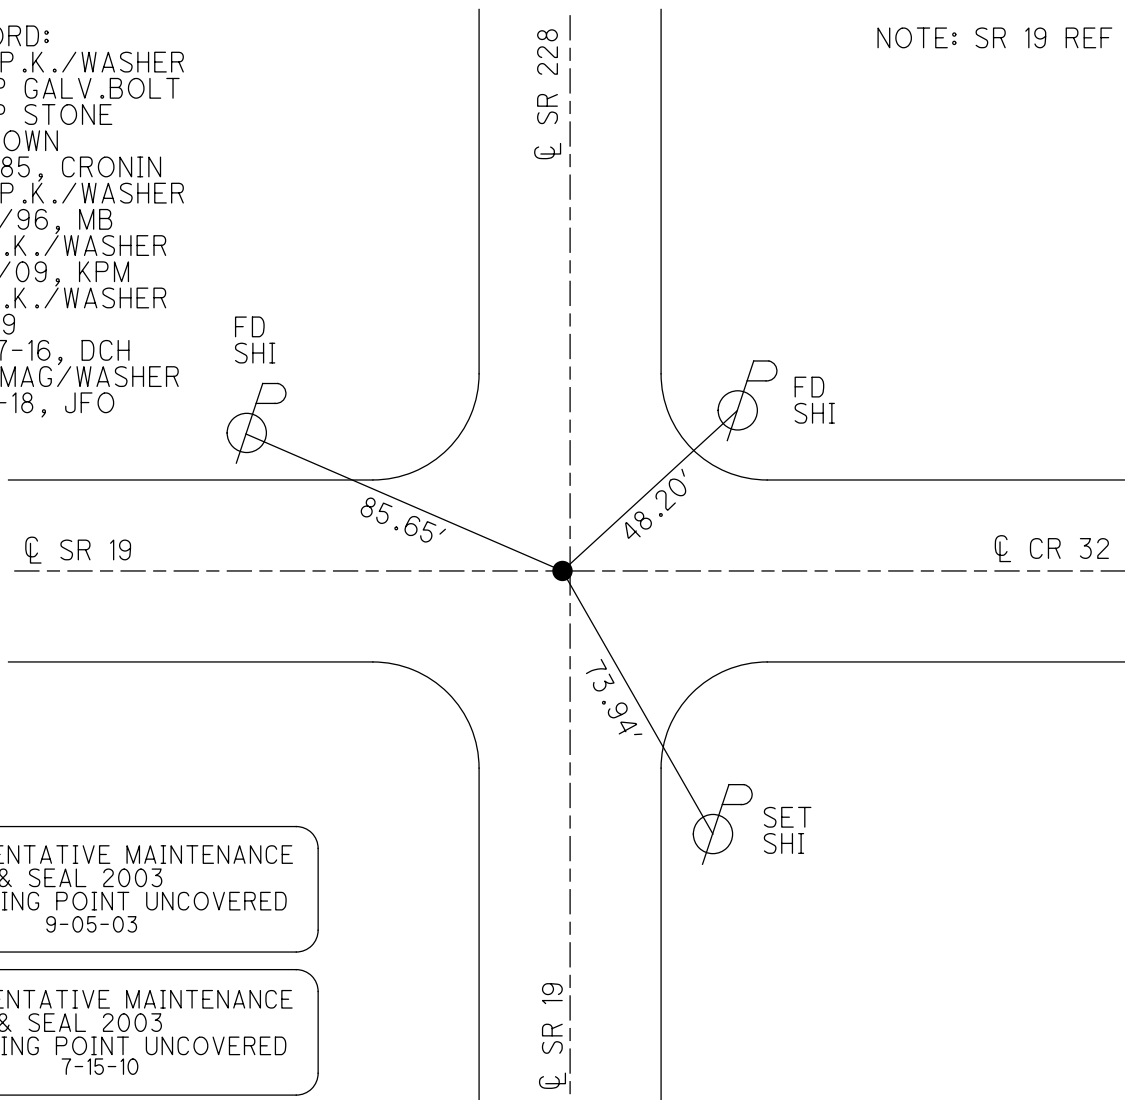 ORD:
P.K./WASHER
P GALV.BOLT
P STONE
OWN
85, CRONIN
P.K./WASHER
/96, MB
.K./WASHER
/09, KPM
.K./WASHER
9
7-16, DCH
MAG/WASHER
-18, JFO
NOTE: SR 19 REF
℄ SR 228
FD
SHI
FD
SHI
85.65'
48.20'
℄ SR 19
℄ CR 32
73.94'
SET
SHI
ENTATIVE MAINTENANCE
& SEAL 2003
ING POINT UNCOVERED
9-05-03
ENTATIVE MAINTENANCE
& SEAL 2003
ING POINT UNCOVERED
7-15-10
℄ SR 19